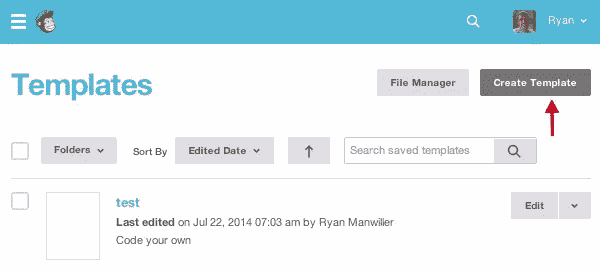 Ryan
Templates
File Manager
Create Template
Folders
Sort By
Edited Date
Search saved templates
test
Last edited on Jul 22, 2014 07:03 am by Ryan Manwiller
Code your own
Edit